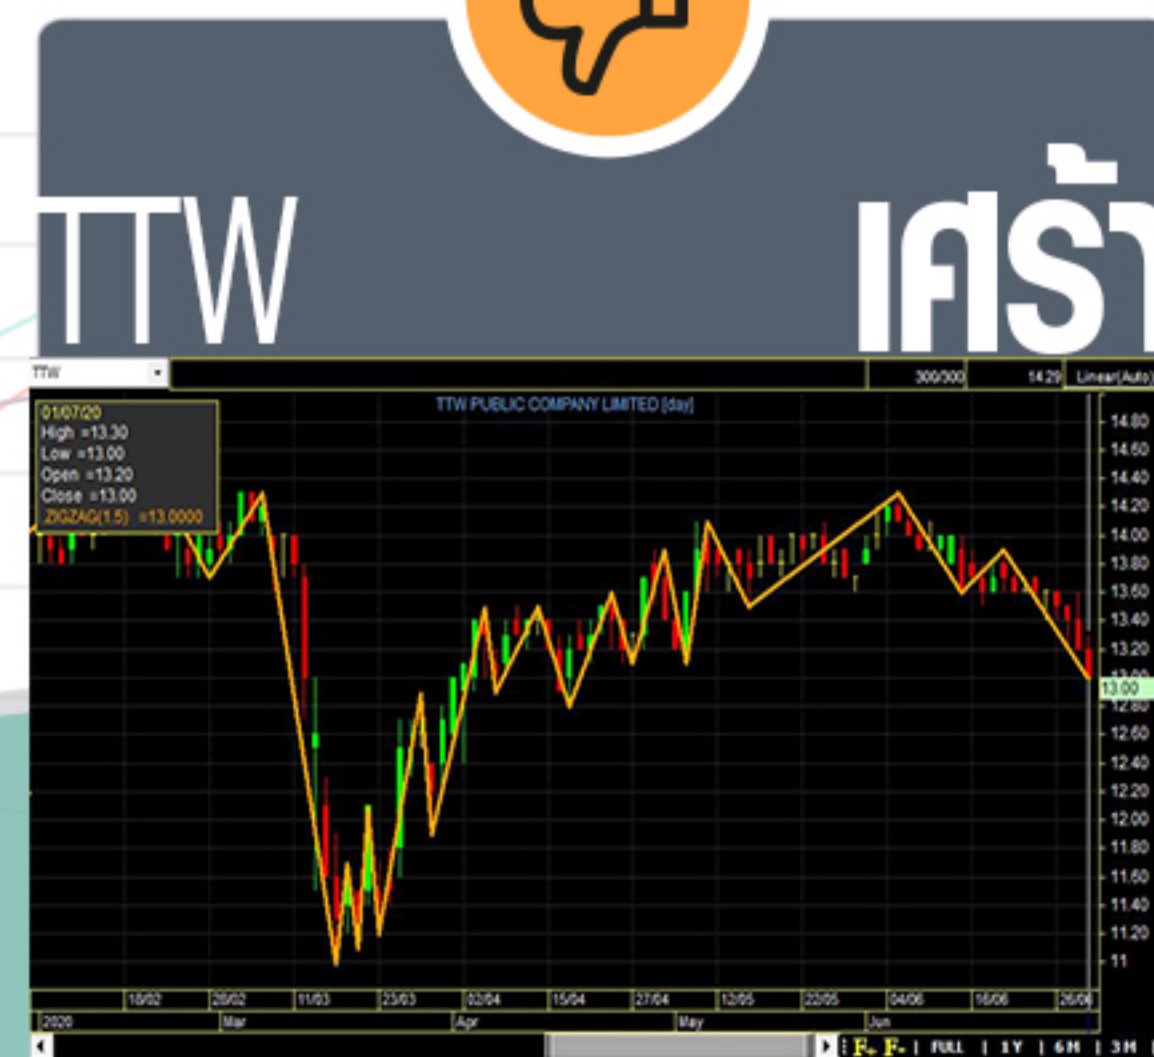 TTW
เศร้า
TTW
300/300 14.29 Linear(Auto)
TTW PUBLIC COMPANY LIMITED [day]
01/07/20
High =13.30
Low =13.00
Open =13.20
Close =13.00
ZIGZAG(1.5) =13.0000
14.80
14.60
14.40
14.20
14.00
13.80
13.60
13.40
13.20
13.00
12.80
12.60
12.40
12.20
12.00
11.80
11.60
11.40
11.20
11
18/02 28/02 11/03 23/03 02/04 15/04 27/04 12/05 22/05 04/06 16/06 26/06
2020 Mar Apr May Jun
F+ F- | FULL | 1Y | 6M | 3M